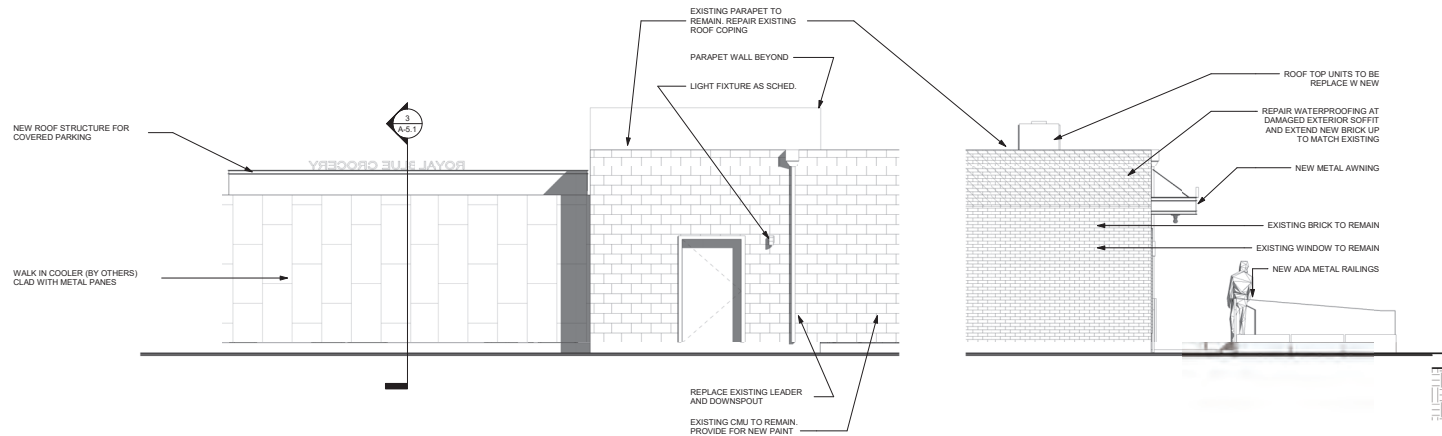 EXISTING PARAPET TO
REMAIN. REPAIR EXISTING
ROOF COPING
PARAPET WALL BEYOND
LIGHT FIXTURE AS SCHED.
3
A-5.1
NEW ROOF STRUCTURE FOR
COVERED PARKING
ROYAL BLUE GROCERY
WALK IN COOLER (BY OTHERS)
CLAD WITH METAL PANES
REPLACE EXISTING LEADER
AND DOWNSPOUT
EXISTING CMU TO REMAIN.
PROVIDE FOR NEW PAINT
ROOF TOP UNITS TO BE
REPLACE W NEW
REPAIR WATERPROOFING AT
DAMAGED EXTERIOR SOFFIT
AND EXTEND NEW BRICK UP
TO MATCH EXISTING
NEW METAL AWNING
EXISTING BRICK TO REMAIN
EXISTING WINDOW TO REMAIN
NEW ADA METAL RAILINGS